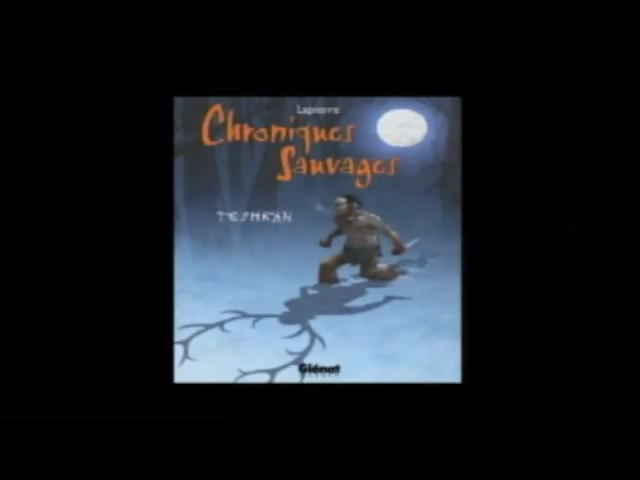 Lapierre
Chroniques
Sauvages
TESHKAN
Glénat